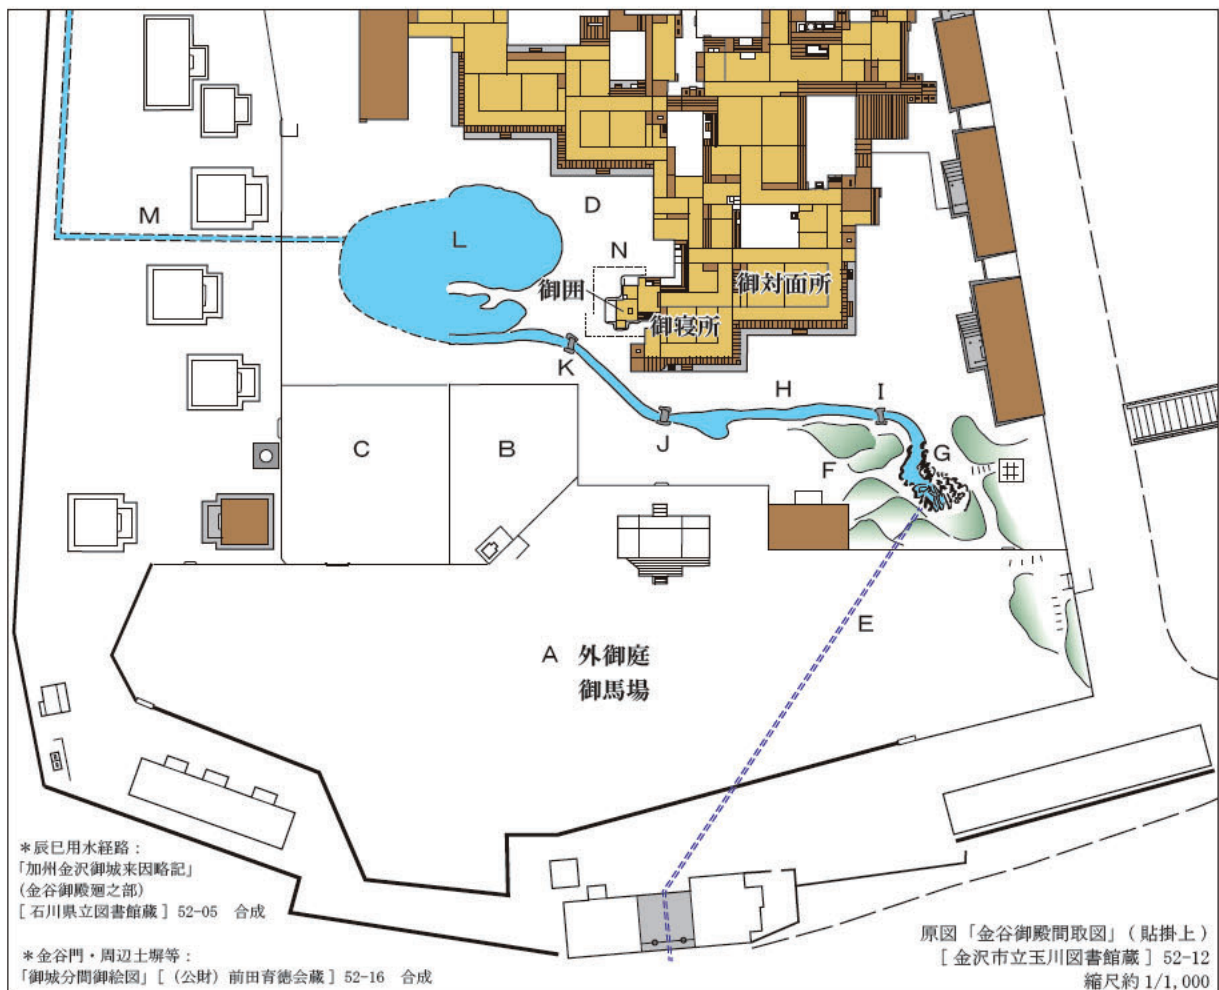 M
L
D
N
御囲
御対面所
御寝所
K
H
I
J
C
B
F
G
E
A 外御庭
御馬場
＊辰巳用水経路：
「加州金沢御城来因略記」
(金谷御殿廻之部)
[ 石川県立図書館蔵 ] 52-05 合成
＊金谷門・周辺土塀等：
「御城分間御絵図」[ (公財) 前田育徳会蔵 ] 52-16 合成
原図「金谷御殿間取図」( 貼掛上 )
[ 金沢市立玉川図書館蔵 ] 52-12
縮尺約 1/1,000